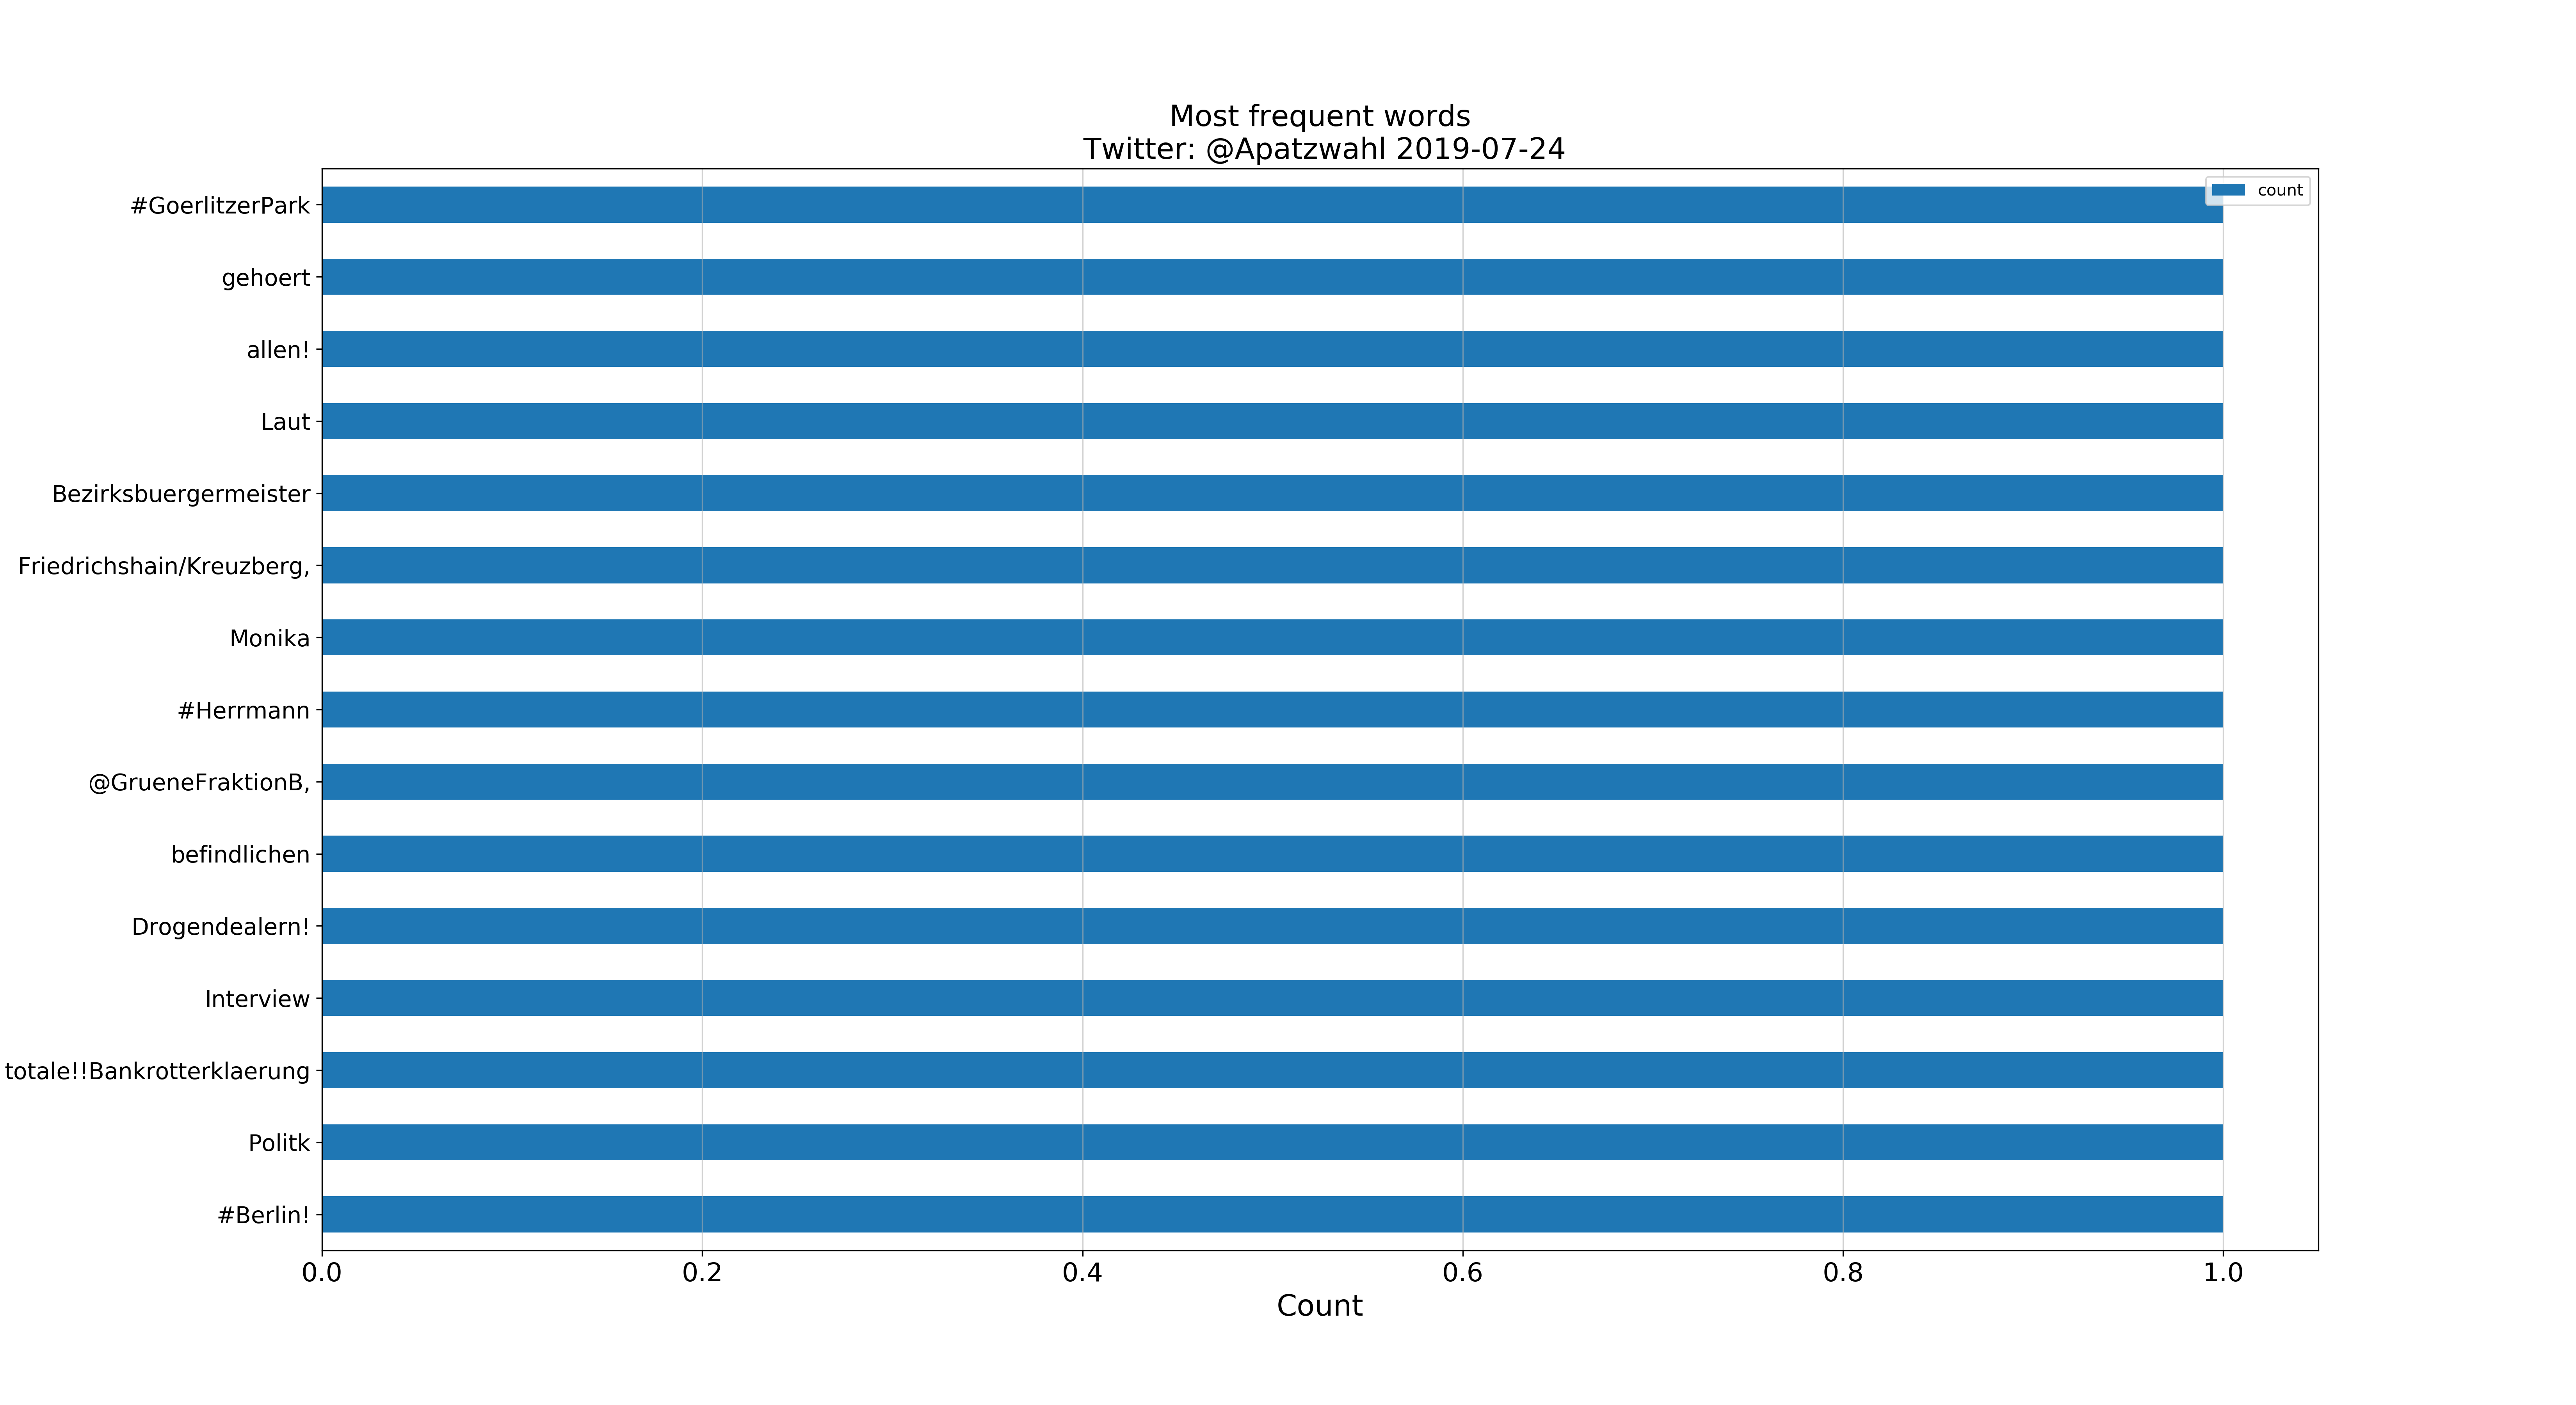 Most frequent words
Twitter: @Apatzwahl 2019-07-24
count
#GoerlitzerPark
gehoert
allen!
Laut
Bezirksbuergermeister
Friedrichshain/Kreuzberg,
Monika
#Herrmann
@GrueneFraktionB,
befindlichen
Drogendealern!
Interview
totale!!Bankrotterklaerung
Politk
#Berlin!
0.0 0.2 0.4 0.6 0.8 1.0
Count